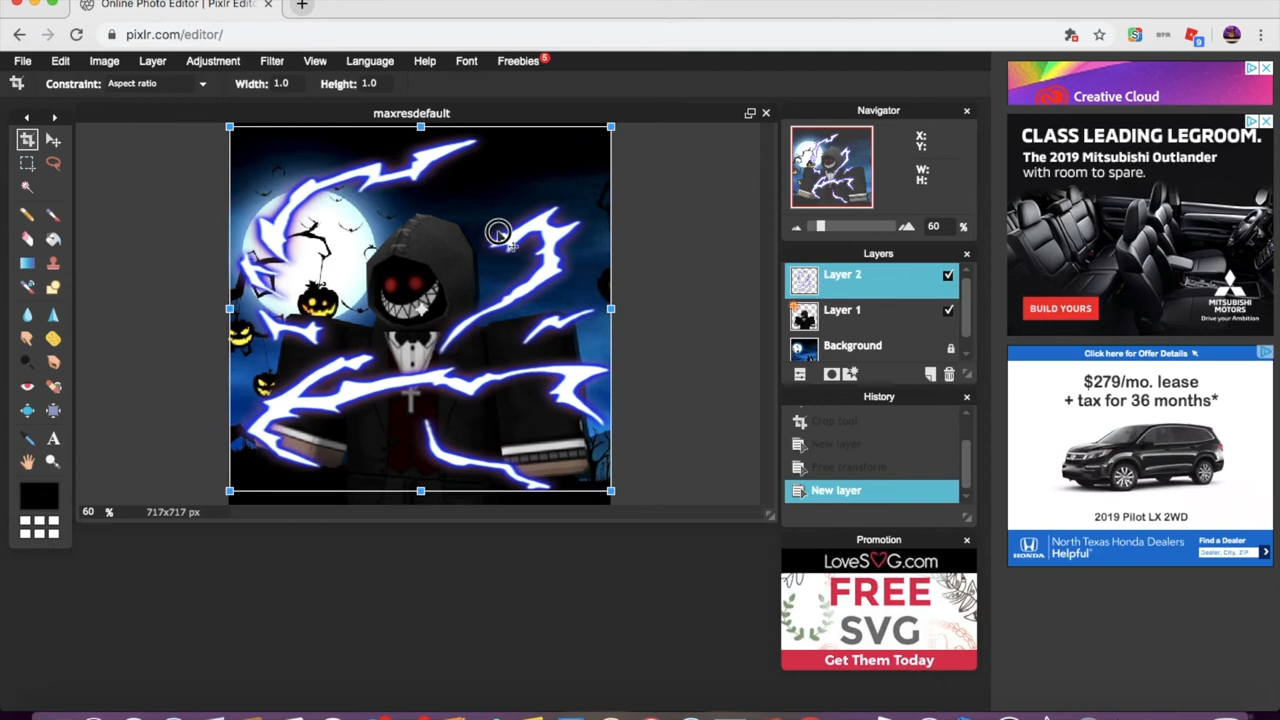 Online Photo Editor | Pixlr Edito
pixlr.com/editor/
9
File Edit Image Layer Adjustment Filter View Language Help Font Freebies 5
Constraint: Aspect ratio Width: 1.0 Height: 1.0
maxresdefault
60 % 717x717 px
Navigator
X:
Y:
W:
H:
60 %
Layers
Layer 2
Layer 1
Background
History
Crop tool
New layer
Free transform
New layer
Promotion
LoveSVG.com
FREE
SVG
Get Them Today
Creative Cloud
CLASS LEADING LEGROOM.
The 2019 Mitsubishi Outlander
with room to spare.
BUILD YOURS
MITSUBISHI
MOTORS
Drive your Ambition
Click here for Offer Details
$279/mo. lease
+ tax for 36 months*
2019 Pilot LX 2WD
HONDA
North Texas Honda Dealers
Helpful
Find a Dealer
Dealer, City, ZIP